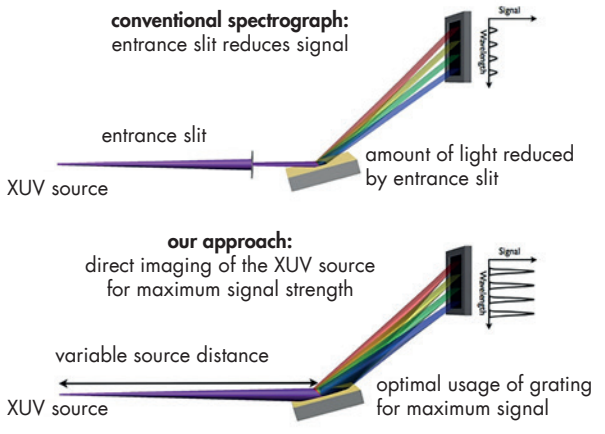 conventional spectrograph:
entrance slit reduces signal
Signal
Wavelength
entrance slit
XUV source
amount of light reduced
by entrance slit
our approach:
direct imaging of the XUV source
for maximum signal strength
Signal
Wavelength
variable source distance
XUV source
optimal usage of grating
for maximum signal